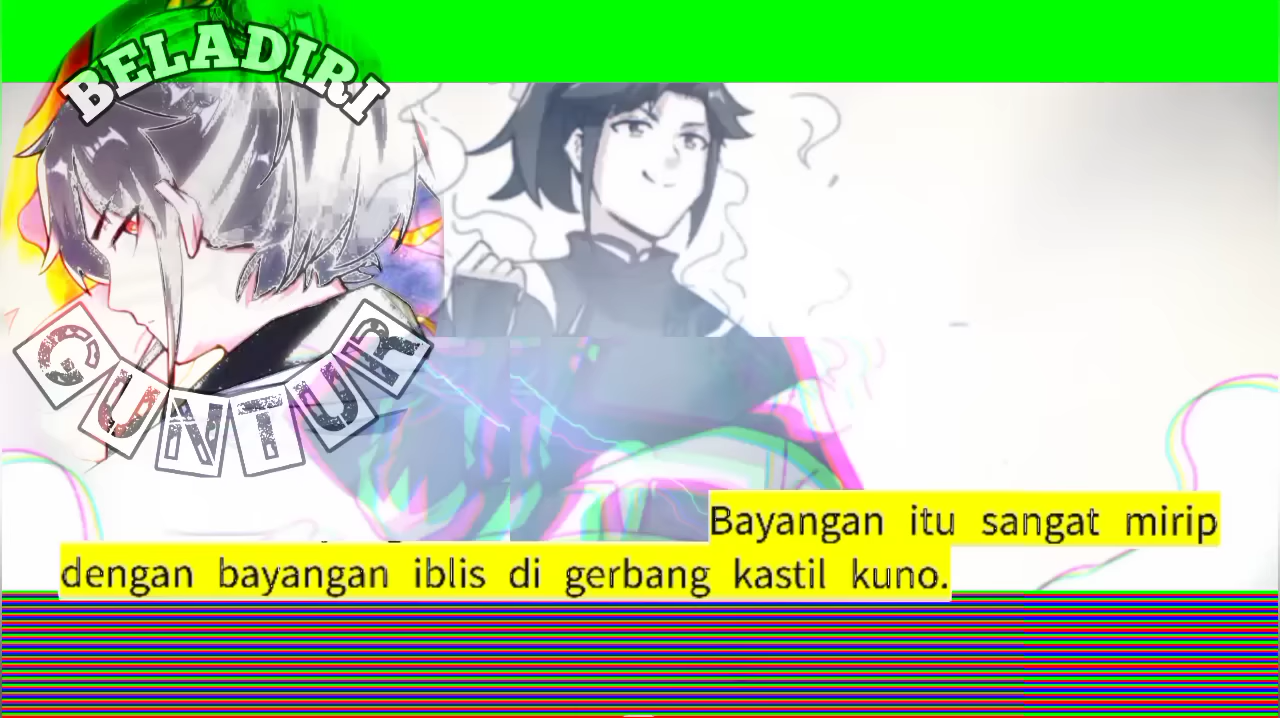 BELADIRI
GUNTUR
Bayangan itu sangat mirip
dengan bayangan iblis di gerbang kastil kuno.